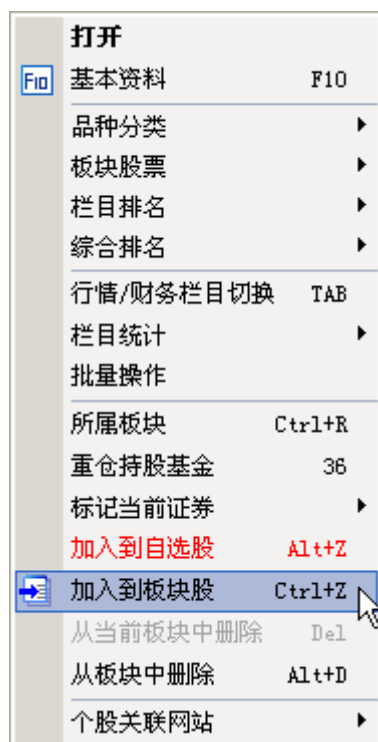 打开
F10 基本资料 F10
品种分类
板块股票
栏目排名
综合排名
行情/财务栏目切换 TAB
栏目统计
批量操作
所属板块 Ctrl+R
重仓持股基金 36
标记当前证券
加入到自选股 Alt+Z
加入到板块股 Ctrl+Z
从当前板块中删除 Del
从板块中删除 Alt+D
个股关联网站